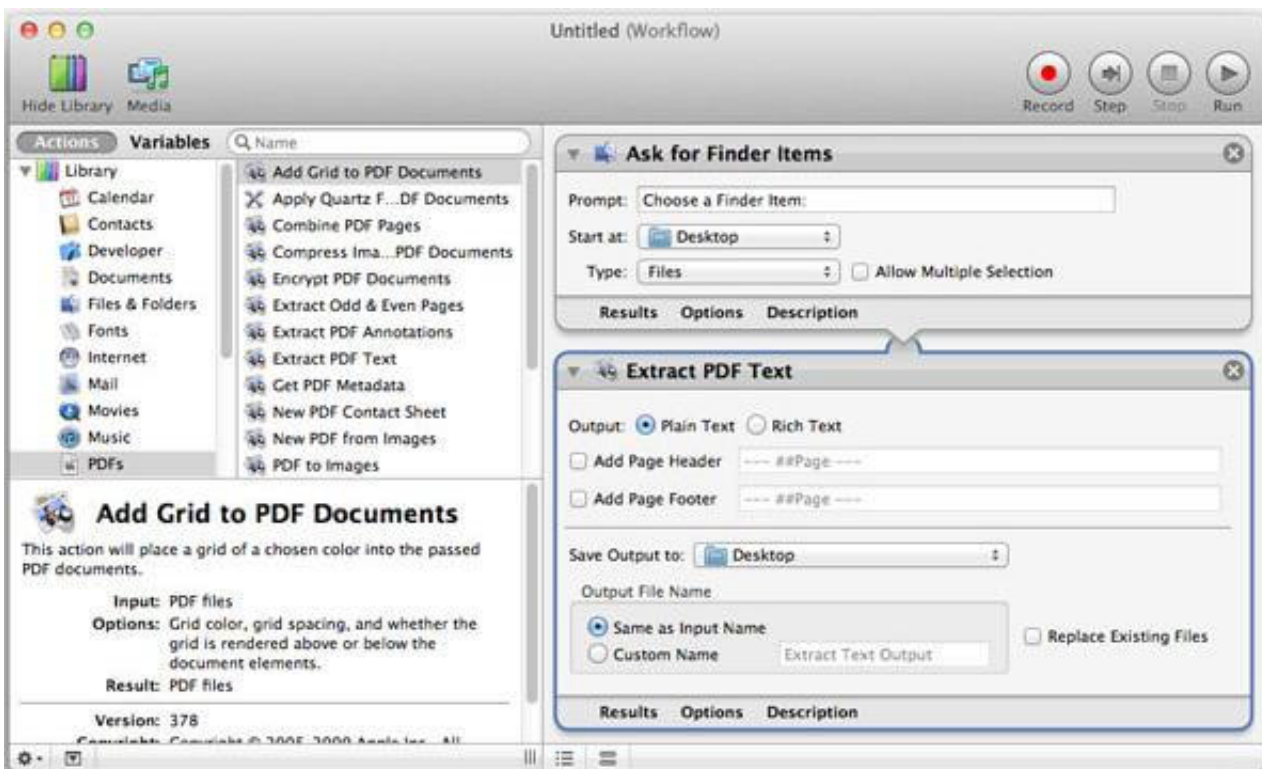 Untitled (Workflow)
Hide Library Media
Record Step Stop Run
Actions Variables Name
Library
Calendar
Contacts
Developer
Documents
Files & Folders
Fonts
Internet
Mail
Movies
Music
PDFs
Add Grid to PDF Documents
Apply Quartz F...DF Documents
Combine PDF Pages
Compress Ima...PDF Documents
Encrypt PDF Documents
Extract Odd & Even Pages
Extract PDF Annotations
Extract PDF Text
Get PDF Metadata
New PDF Contact Sheet
New PDF from Images
PDF to Images
Add Grid to PDF Documents
This action will place a grid of a chosen color into the passed
PDF documents.
Input: PDF files
Options: Grid color, grid spacing, and whether the
grid is rendered above or below the
document elements.
Result: PDF files
Version: 378
Copyright: Copyright © 2005-2009 Apple Inc. All
Ask for Finder Items
Prompt: Choose a Finder Item:
Start at: Desktop
Type: Files Allow Multiple Selection
Results Options Description
Extract PDF Text
Output: Plain Text Rich Text
Add Page Header --- ##Page ---
Add Page Footer --- ##Page ---
Save Output to: Desktop
Output File Name
Same as Input Name
Custom Name Extract Text Output
Replace Existing Files
Results Options Description